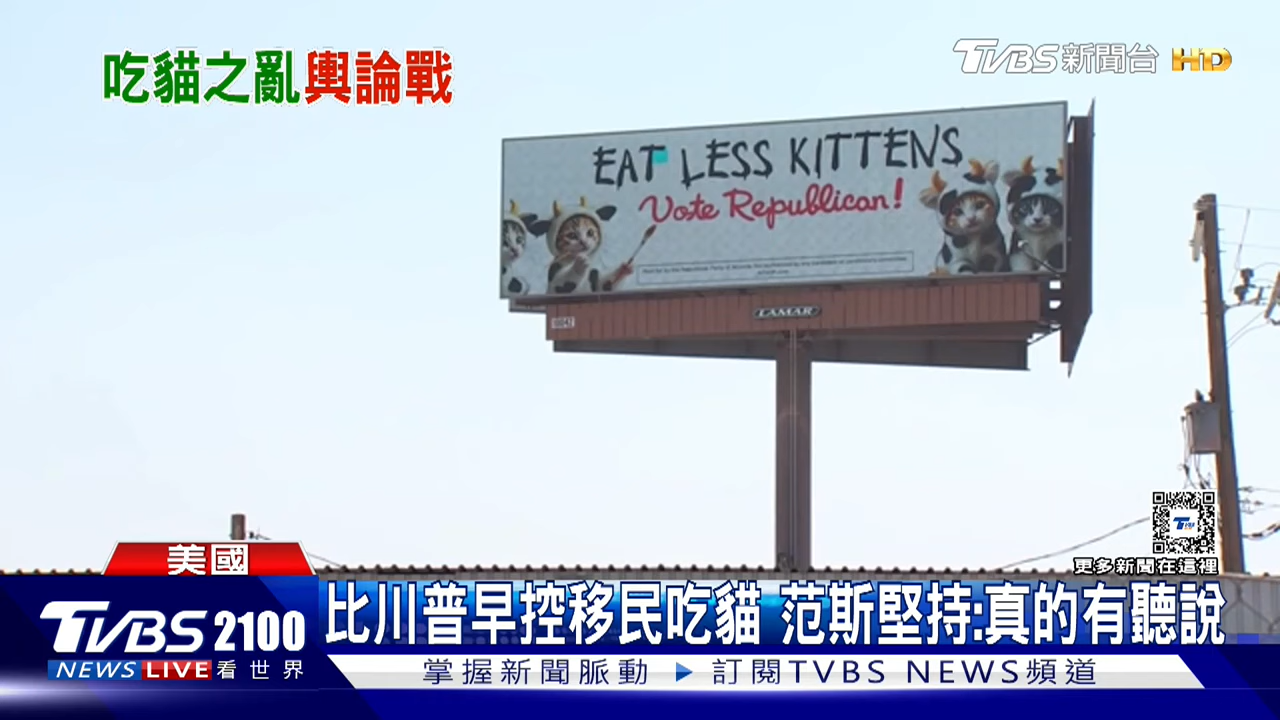 吃貓之亂輿論戰
TVBS新聞台 HD
EAT LESS KITTENS
Vote Republican!
LAMAR
更多新聞在這裡
美國
TVBS 2100
NEWS LIVE 看世界
比川普早控移民吃貓 范斯堅持:真的有聽說
掌握新聞脈動 ▶ 訂閱TVBS NEWS頻道